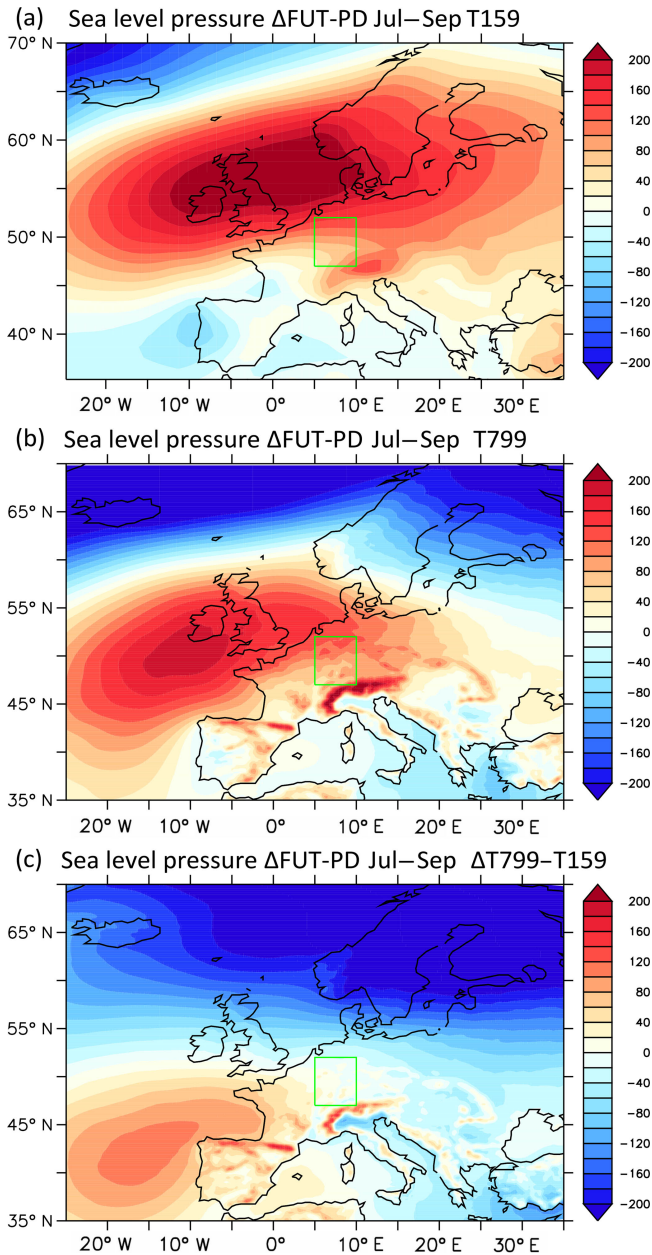 (a) Sea level pressure ΔFUT-PD Jul—Sep T159
70° N
60° N
50° N
40° N
200
160
120
80
40
0
−40
−80
−120
−160
−200
20° W 10° W 0° 10° E 20° E 30° E
(b) Sea level pressure ΔFUT-PD Jul—Sep T799
65° N
55° N
45° N
35° N
200
160
120
80
40
0
−40
−80
−120
−160
−200
20° W 10° W 0° 10° E 20° E 30° E
(c) Sea level pressure ΔFUT-PD Jul—Sep ΔT799–T159
65° N
55° N
45° N
35° N
200
160
120
80
40
0
−40
−80
−120
−160
−200
20° W 10° W 0° 10° E 20° E 30° E